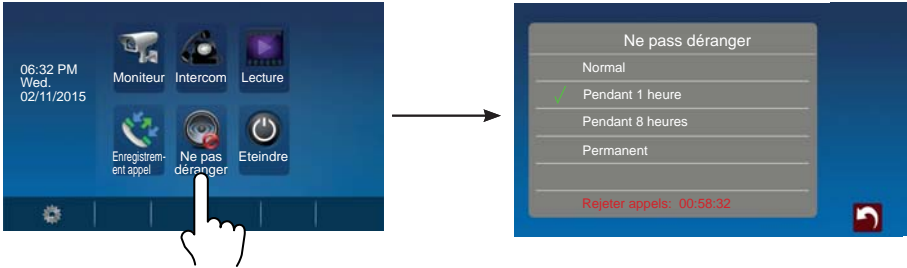 06:32 PM
Wed.
02/11/2015
Moniteur
Intercom
Lecture
Enregistrem-
ent appel
Ne pas
déranger
Eteindre
Ne pass déranger
Normal
Pendant 1 heure
Pendant 8 heures
Permanent
Rejeter appels: 00:58:32